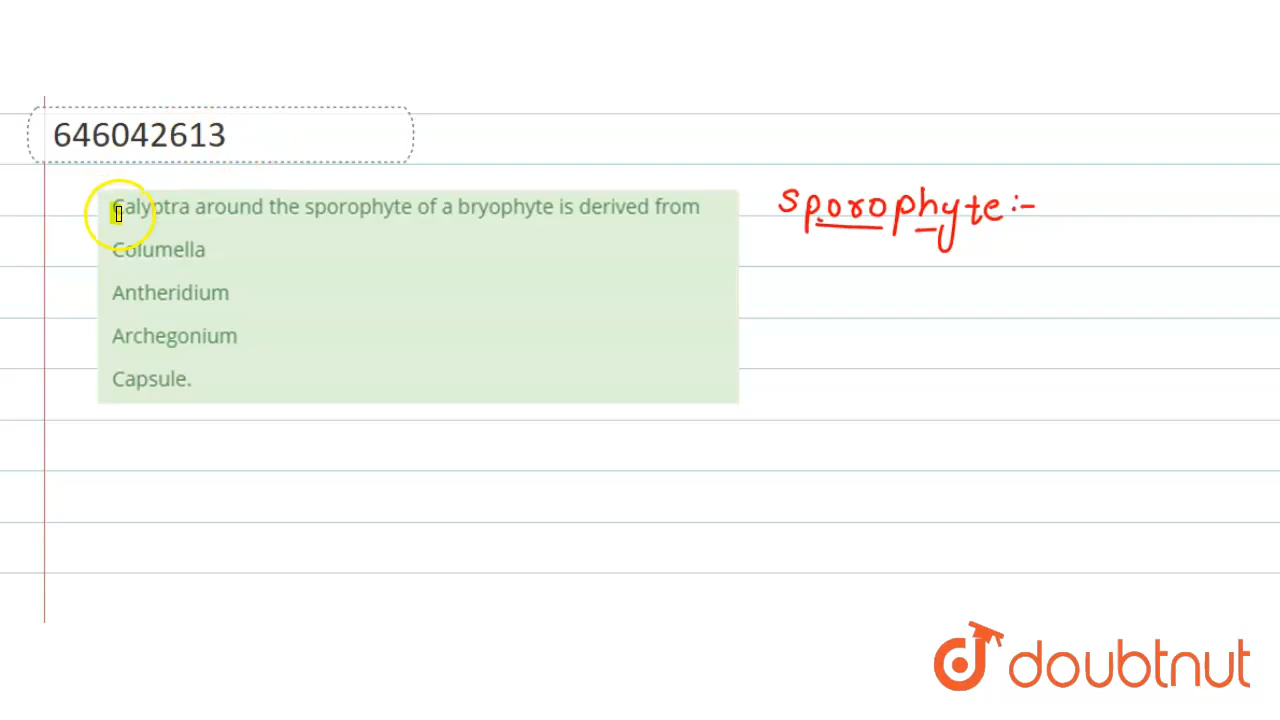 646042613
Calyptra around the sporophyte of a bryophyte is derived from
Columella
Antheridium
Archegonium
Capsule.
Sporophyte :-
doubtnut